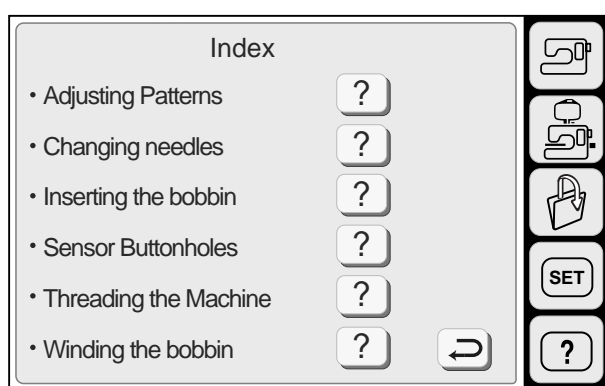 Index
・Adjusting Patterns ?
・Changing needles ?
・Inserting the bobbin ?
・Sensor Buttonholes ?
・Threading the Machine ?
・Winding the bobbin ?
SET
?